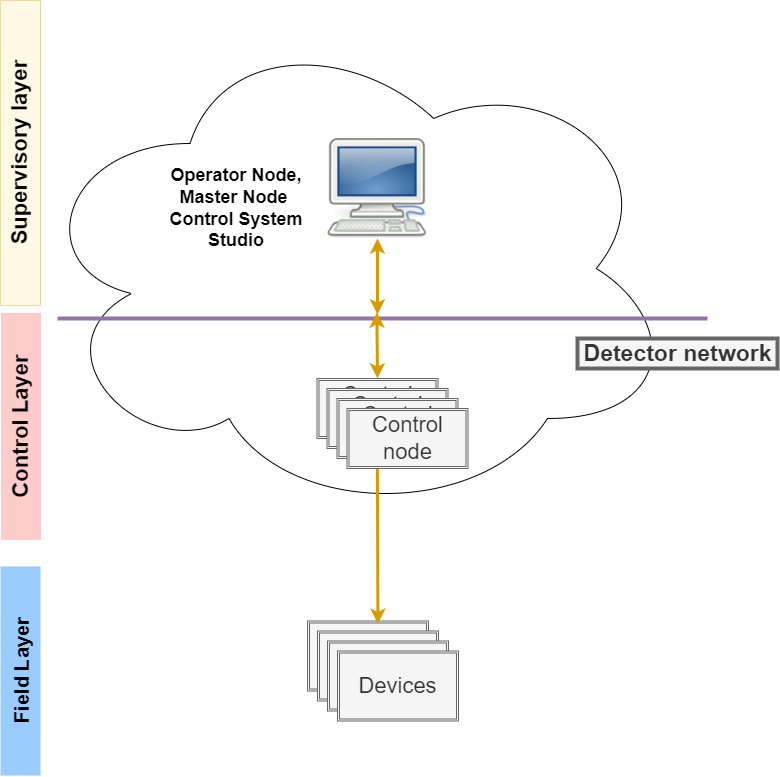 Supervisory layer
Operator Node,
Master Node
Control System
Studio
Detector network
Control Layer
Control
node
Field Layer
Devices